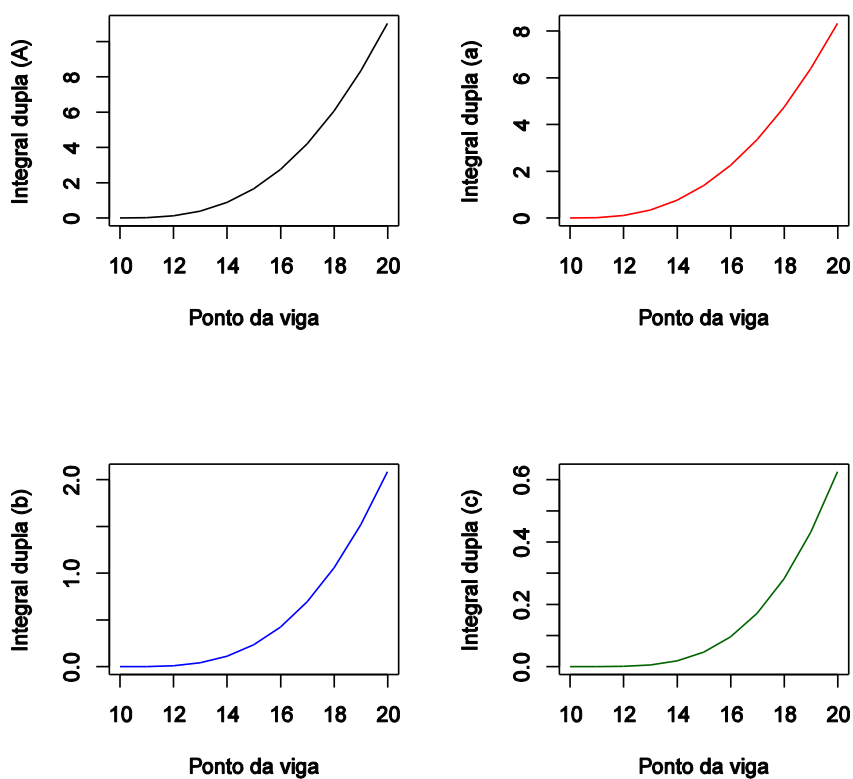 Integral dupla (A)
0 2 4 6 8
10 12 14 16 18 20
Ponto da viga
Integral dupla (a)
0 2 4 6 8
10 12 14 16 18 20
Ponto da viga
Integral dupla (b)
0.0 1.0 2.0
10 12 14 16 18 20
Ponto da viga
Integral dupla (c)
0.0 0.2 0.4 0.6
10 12 14 16 18 20
Ponto da viga